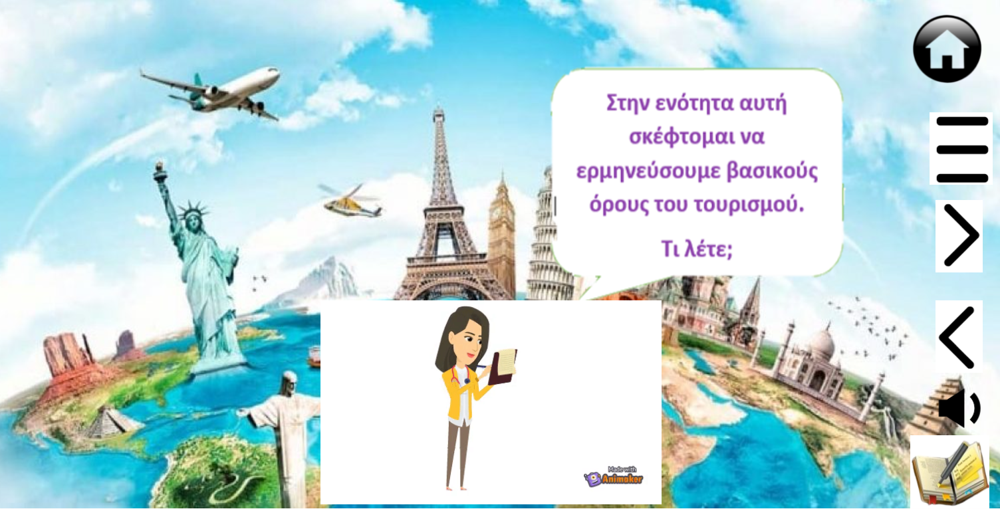 Στην ενότητα αυτή
σκέφτομαι να
ερμηνεύσουμε βασικούς
όρους του τουρισμού.
Τι λέτε;
Made with
Animaker